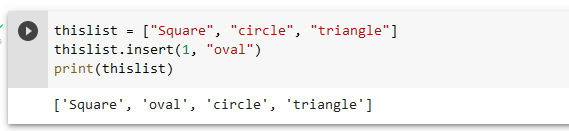 thislist = ["Square", "circle", "triangle"]
thislist.insert(1, "oval")
print(thislist)
['Square', 'oval', 'circle', 'triangle']